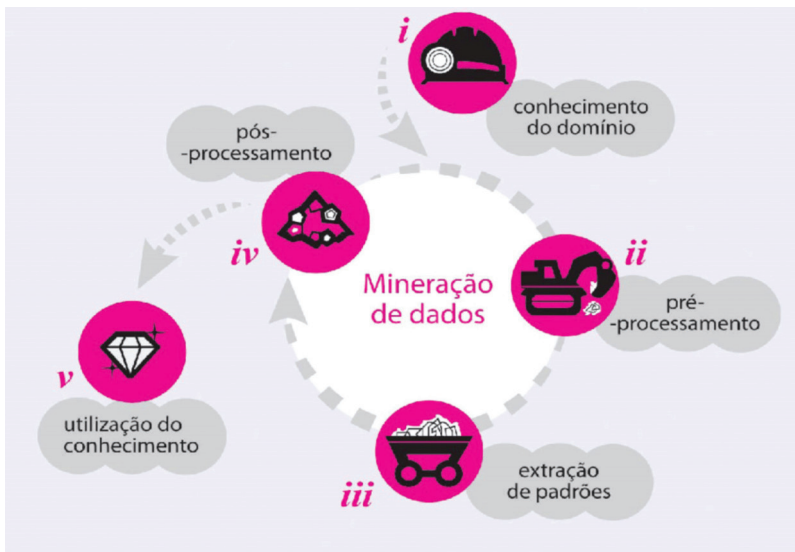 i
conhecimento
do domínio
pós-
-processamento
iv
Mineração
de dados
ii
pré-
-processamento
v
utilização do
conhecimento
iii
extração
de padrões